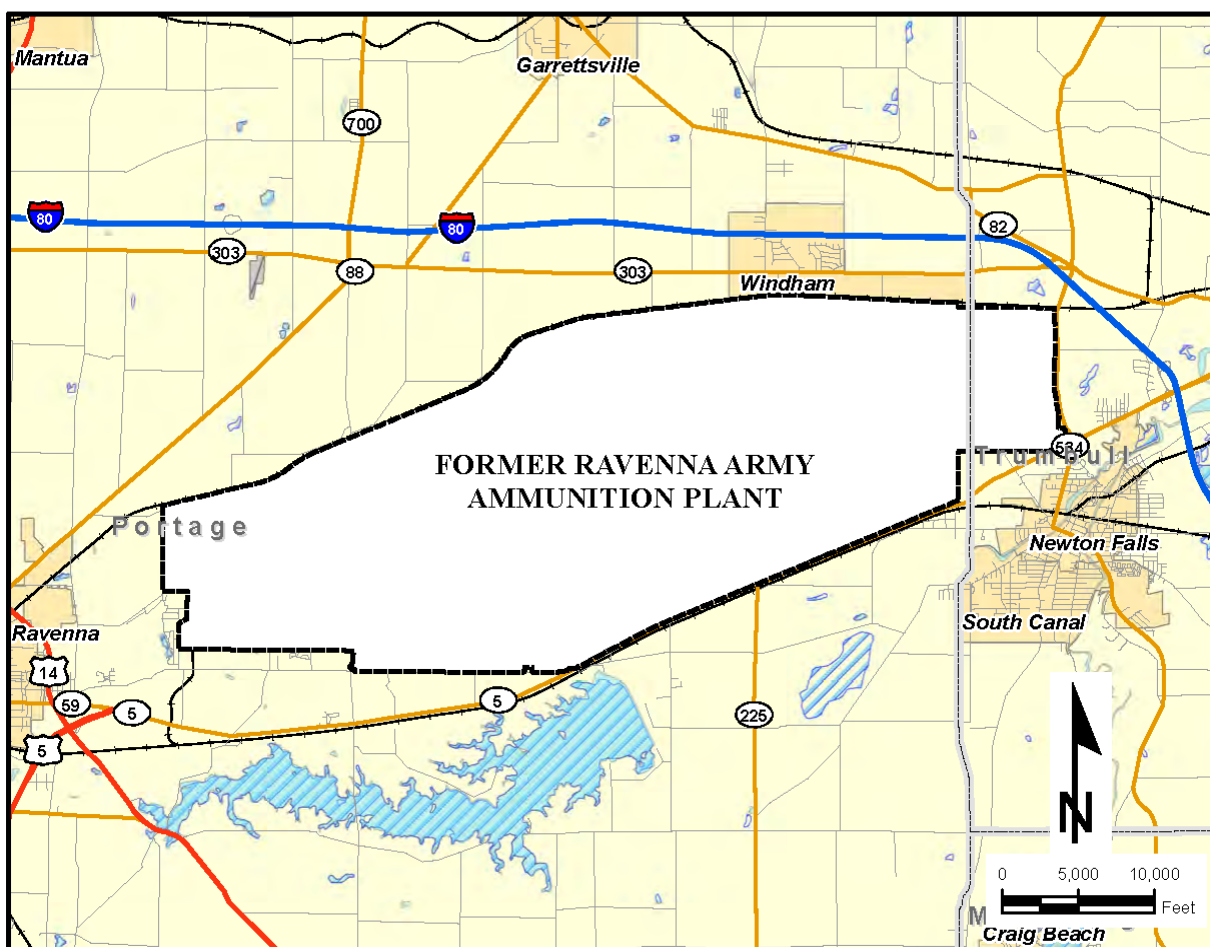 Mantua
Garrettsville
700
80
80
82
303
88
303
Windham
FORMER RAVENNA ARMY
AMMUNITION PLANT
534
Trumbull
Portage
Newton Falls
South Canal
Ravenna
14
59
5
5
225
5
N
0 5,000 10,000
Feet
M
Craig Beach